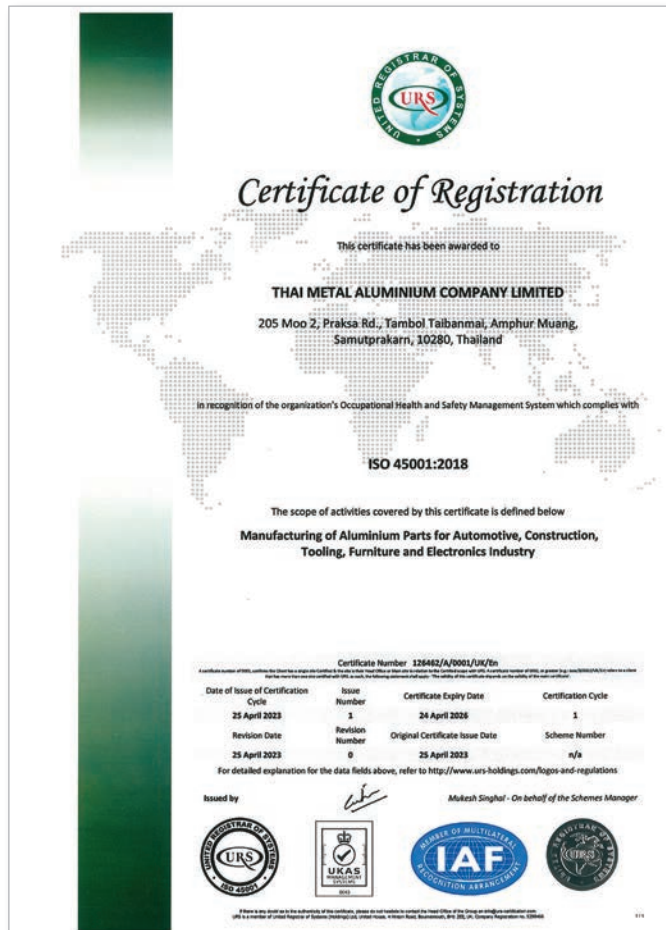 UNITED REGISTRAR OF SYSTEMS
URS
Certificate of Registration
This certificate has been awarded to
THAI METAL ALUMINIUM COMPANY LIMITED
205 Moo 2, Praksa Rd., Tambol Taibanmai, Amphur Muang,
Samutprakarn, 10280, Thailand
in recognition of the organization's Occupational Health and Safety Management System which complies with
ISO 45001:2018
The scope of activities covered by this certificate is defined below
Manufacturing of Aluminium Parts for Automotive, Construction,
Tooling, Furniture and Electronics Industry
Certificate Number 126462/A/0001/UK/En
Date of Issue of Certification Cycle
Issue Number
Certificate Expiry Date
Certification Cycle
25 April 2023
1
24 April 2026
1
Revision Date
Revision Number
Original Certificate Issue Date
Scheme Number
25 April 2023
0
25 April 2023
n/a
For detailed explanation for the data fields above, refer to http://www.urs-holdings.com/logos-and-regulations
Issued by
Mukesh Singhal - On behalf of the Schemes Manager
UNITED REGISTRAR OF SYSTEMS
URS
ISO 45001
UKAS
MANAGEMENT
SYSTEMS
MEMBER OF MULTILATERAL
IAF
RECOGNITION ARRANGEMENT
URS